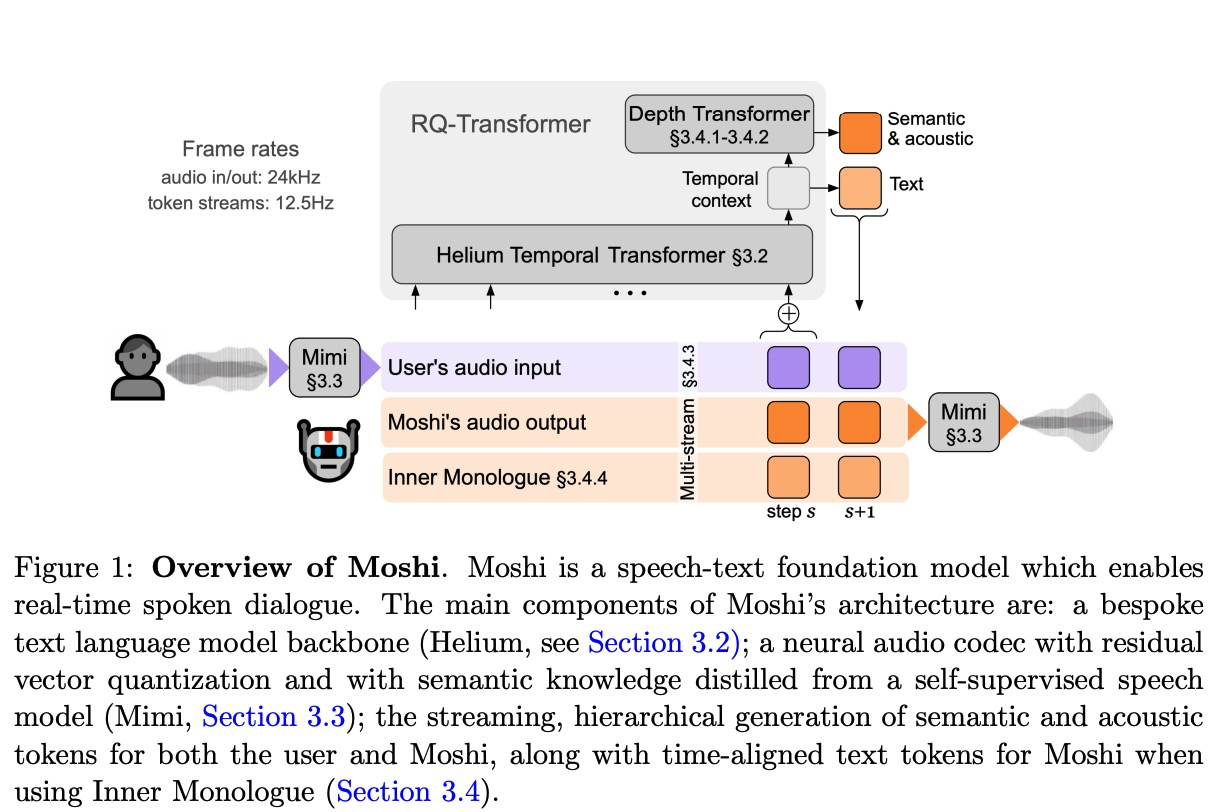 RQ-Transformer
Depth Transformer
§3.4.1-3.4.2
Semantic
& acoustic
Frame rates
audio in/out: 24kHz
token streams: 12.5Hz
Temporal
context
Text
Helium Temporal Transformer §3.2
...
+
Mimi
§3.3
User's audio input
Moshi's audio output
Inner Monologue §3.4.4
Multi-stream §3.4.3
Mimi
§3.3
step s
s+1
Figure 1: Overview of Moshi. Moshi is a speech-text foundation model which enables
real-time spoken dialogue. The main components of Moshi's architecture are: a bespoke
text language model backbone (Helium, see Section 3.2); a neural audio codec with residual
vector quantization and with semantic knowledge distilled from a self-supervised speech
model (Mimi, Section 3.3); the streaming, hierarchical generation of semantic and acoustic
tokens for both the user and Moshi, along with time-aligned text tokens for Moshi when
using Inner Monologue (Section 3.4).